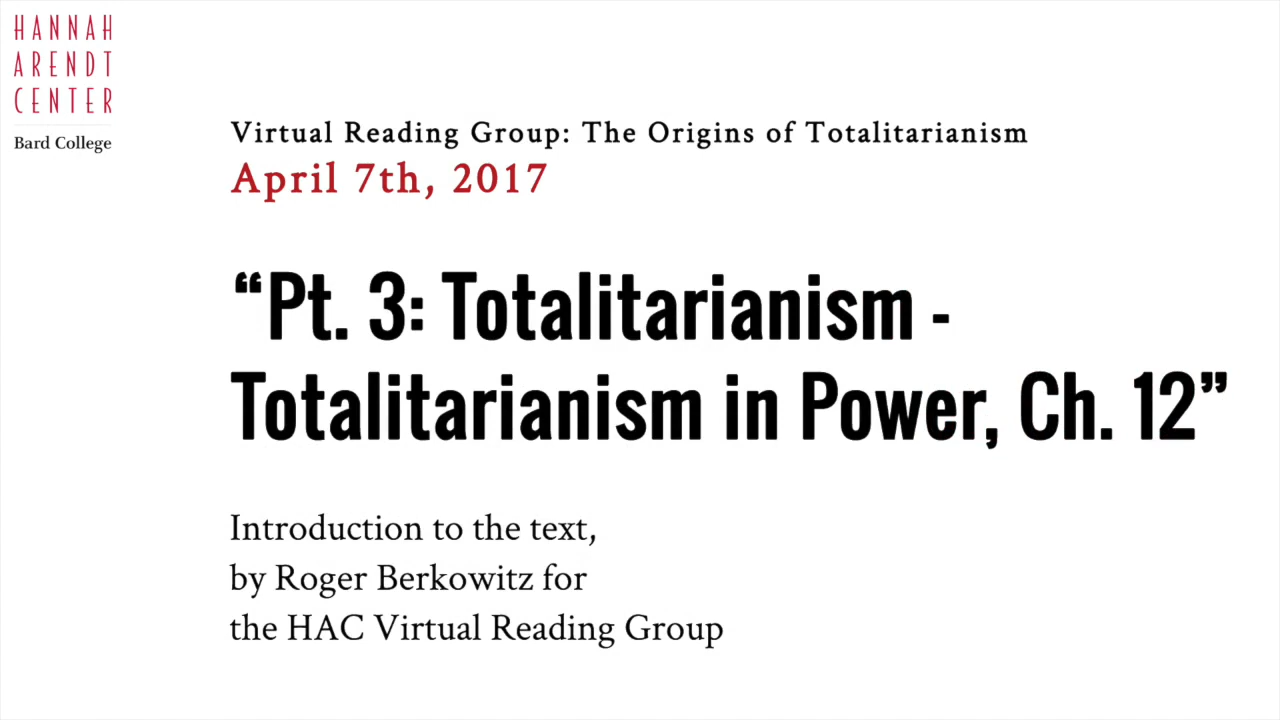 HANNAH
ARENDT
CENTER
Bard College
Virtual Reading Group: The Origins of Totalitarianism
April 7th, 2017
“Pt. 3: Totalitarianism -
Totalitarianism in Power, Ch. 12”
Introduction to the text,
by Roger Berkowitz for
the HAC Virtual Reading Group